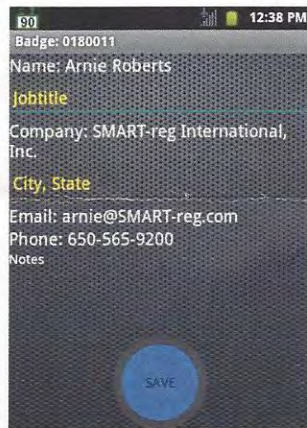 90
12:38 PM
Badge: 0180011
Name: Arnie Roberts
Jobtitle
Company: SMART-reg International,
Inc.
City, State
Email: arnie@SMART-reg.com
Phone: 650-565-9200
Notes
SAVE